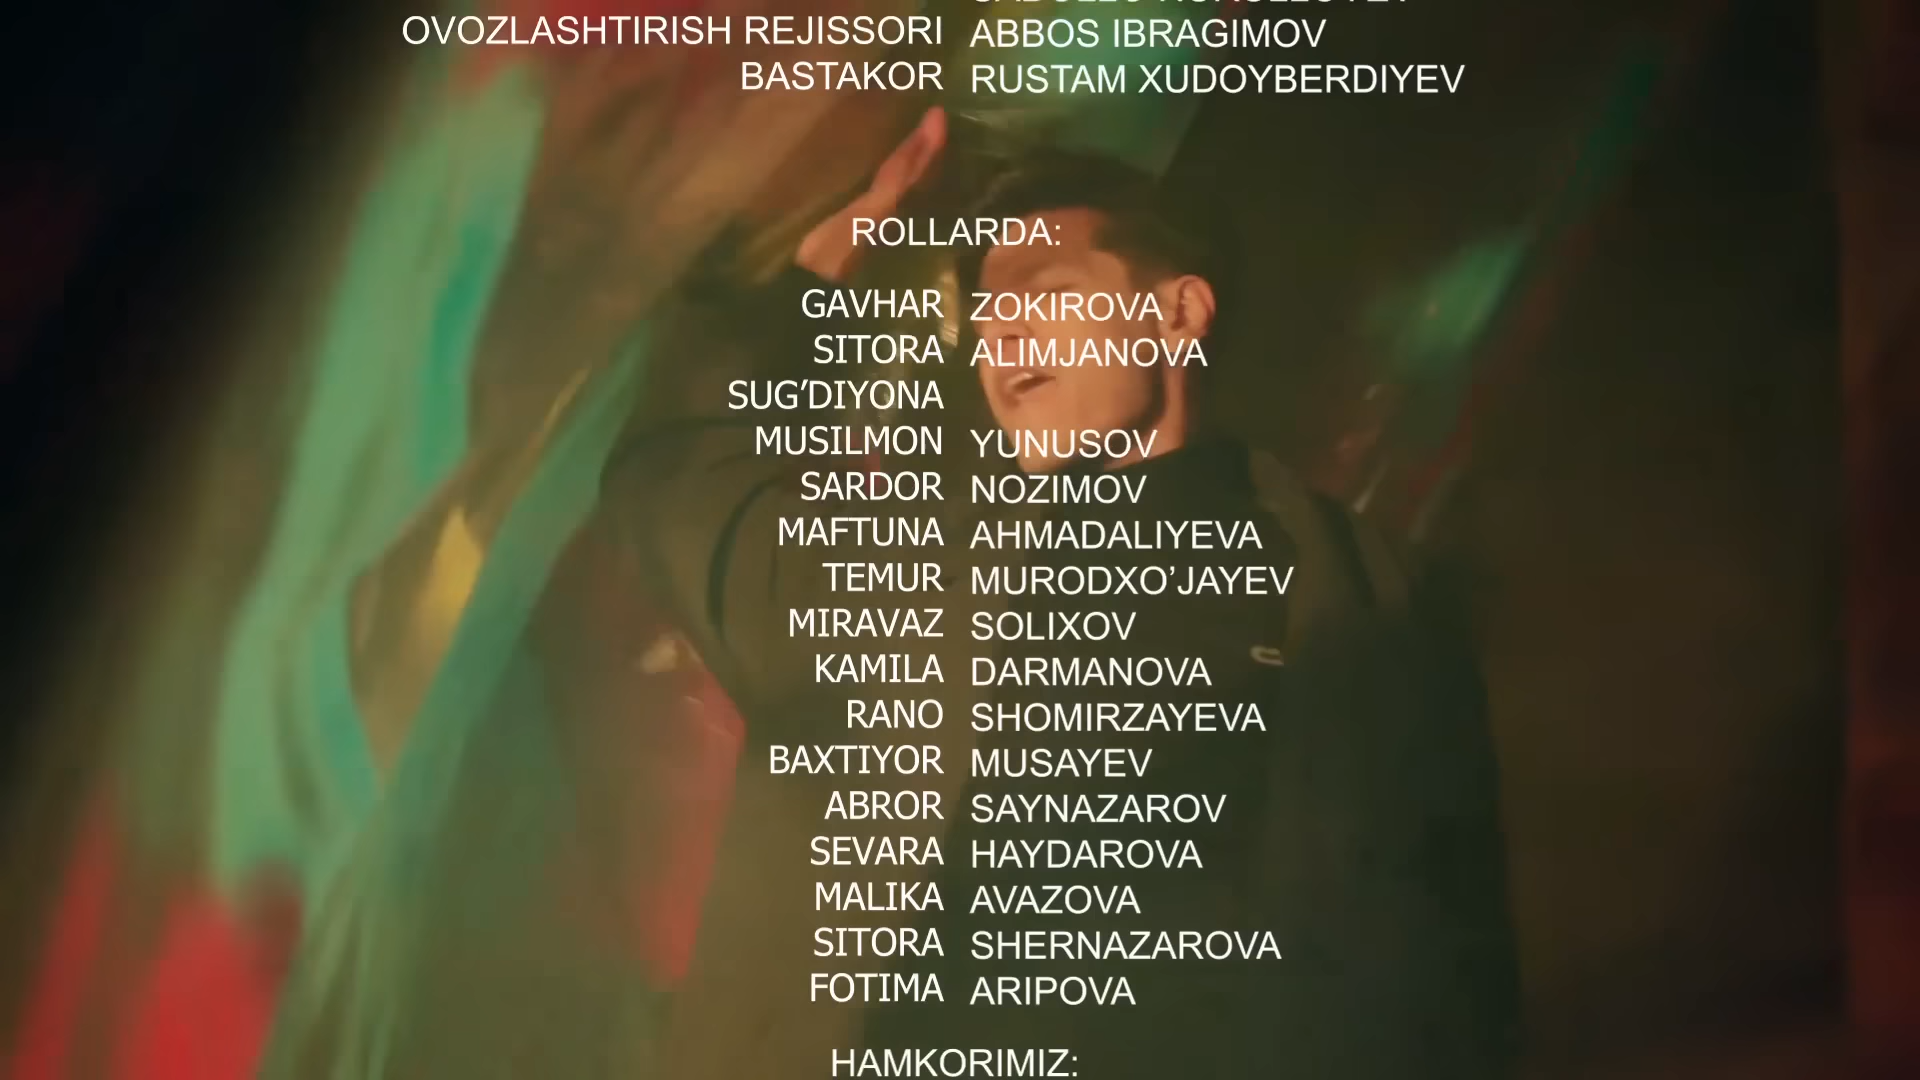 OVOZLASHTIRISH REJISSORI ABBOS IBRAGIMOV
BASTAKOR RUSTAM XUDOYBERDIYEV
ROLLARDA:
GAVHAR ZOKIROVA
SITORA ALIMJANOVA
SUG’DIYONA
MUSILMON YUNUSOV
SARDOR NOZIMOV
MAFTUNA AHMADALIYEVA
TEMUR MURODXO’JAYEV
MIRAVAZ SOLIXOV
KAMILA DARMANOVA
RANO SHOMIRZAYEVA
BAXTIYOR MUSAYEV
ABROR SAYNAZAROV
SEVARA HAYDAROVA
MALIKA AVAZOVA
SITORA SHERNAZAROVA
FOTIMA ARIPOVA
HAMKORIMIZ: